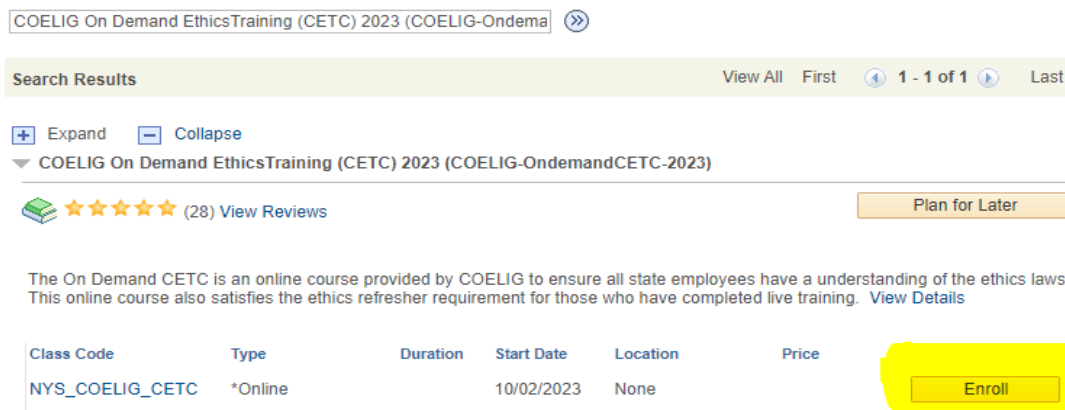 COELIG On Demand EthicsTraining (CETC) 2023 (COELIG-Ondema
Search Results View All First 1 - 1 of 1 Last
Expand Collapse
COELIG On Demand EthicsTraining (CETC) 2023 (COELIG-OndemandCETC-2023)
(28) View Reviews Plan for Later
The On Demand CETC is an online course provided by COELIG to ensure all state employees have a understanding of the ethics laws
This online course also satisfies the ethics refresher requirement for those who have completed live training. View Details
Class Code Type Duration Start Date Location Price
NYS_COELIG_CETC *Online 10/02/2023 None Enroll